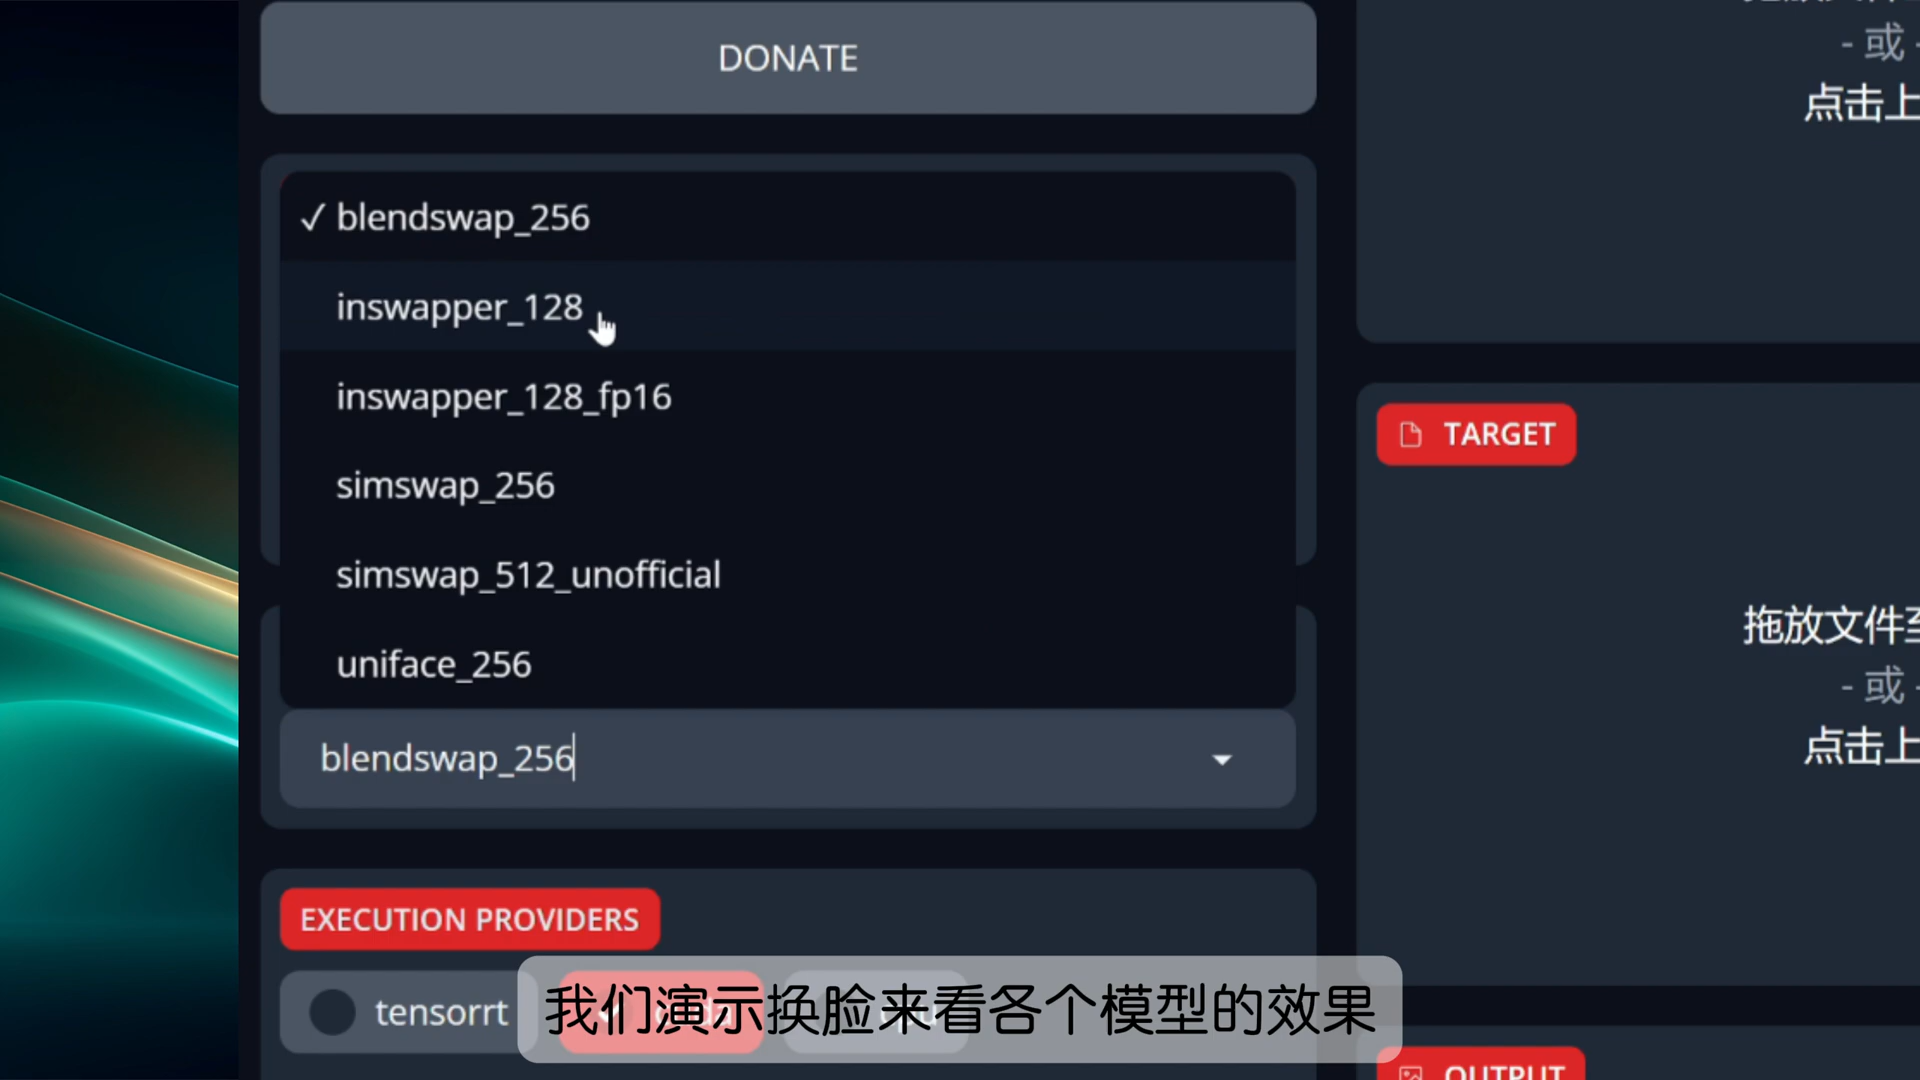 DONATE
✓ blendswap_256
inswapper_128
inswapper_128_fp16
simswap_256
simswap_512_unofficial
uniface_256
blendswap_256
EXECUTION PROVIDERS
tensorrt
- 或 -
点击上
TARGET
拖放文件至
- 或 -
点击上
OUTPUT
我们演示换脸来看各个模型的效果